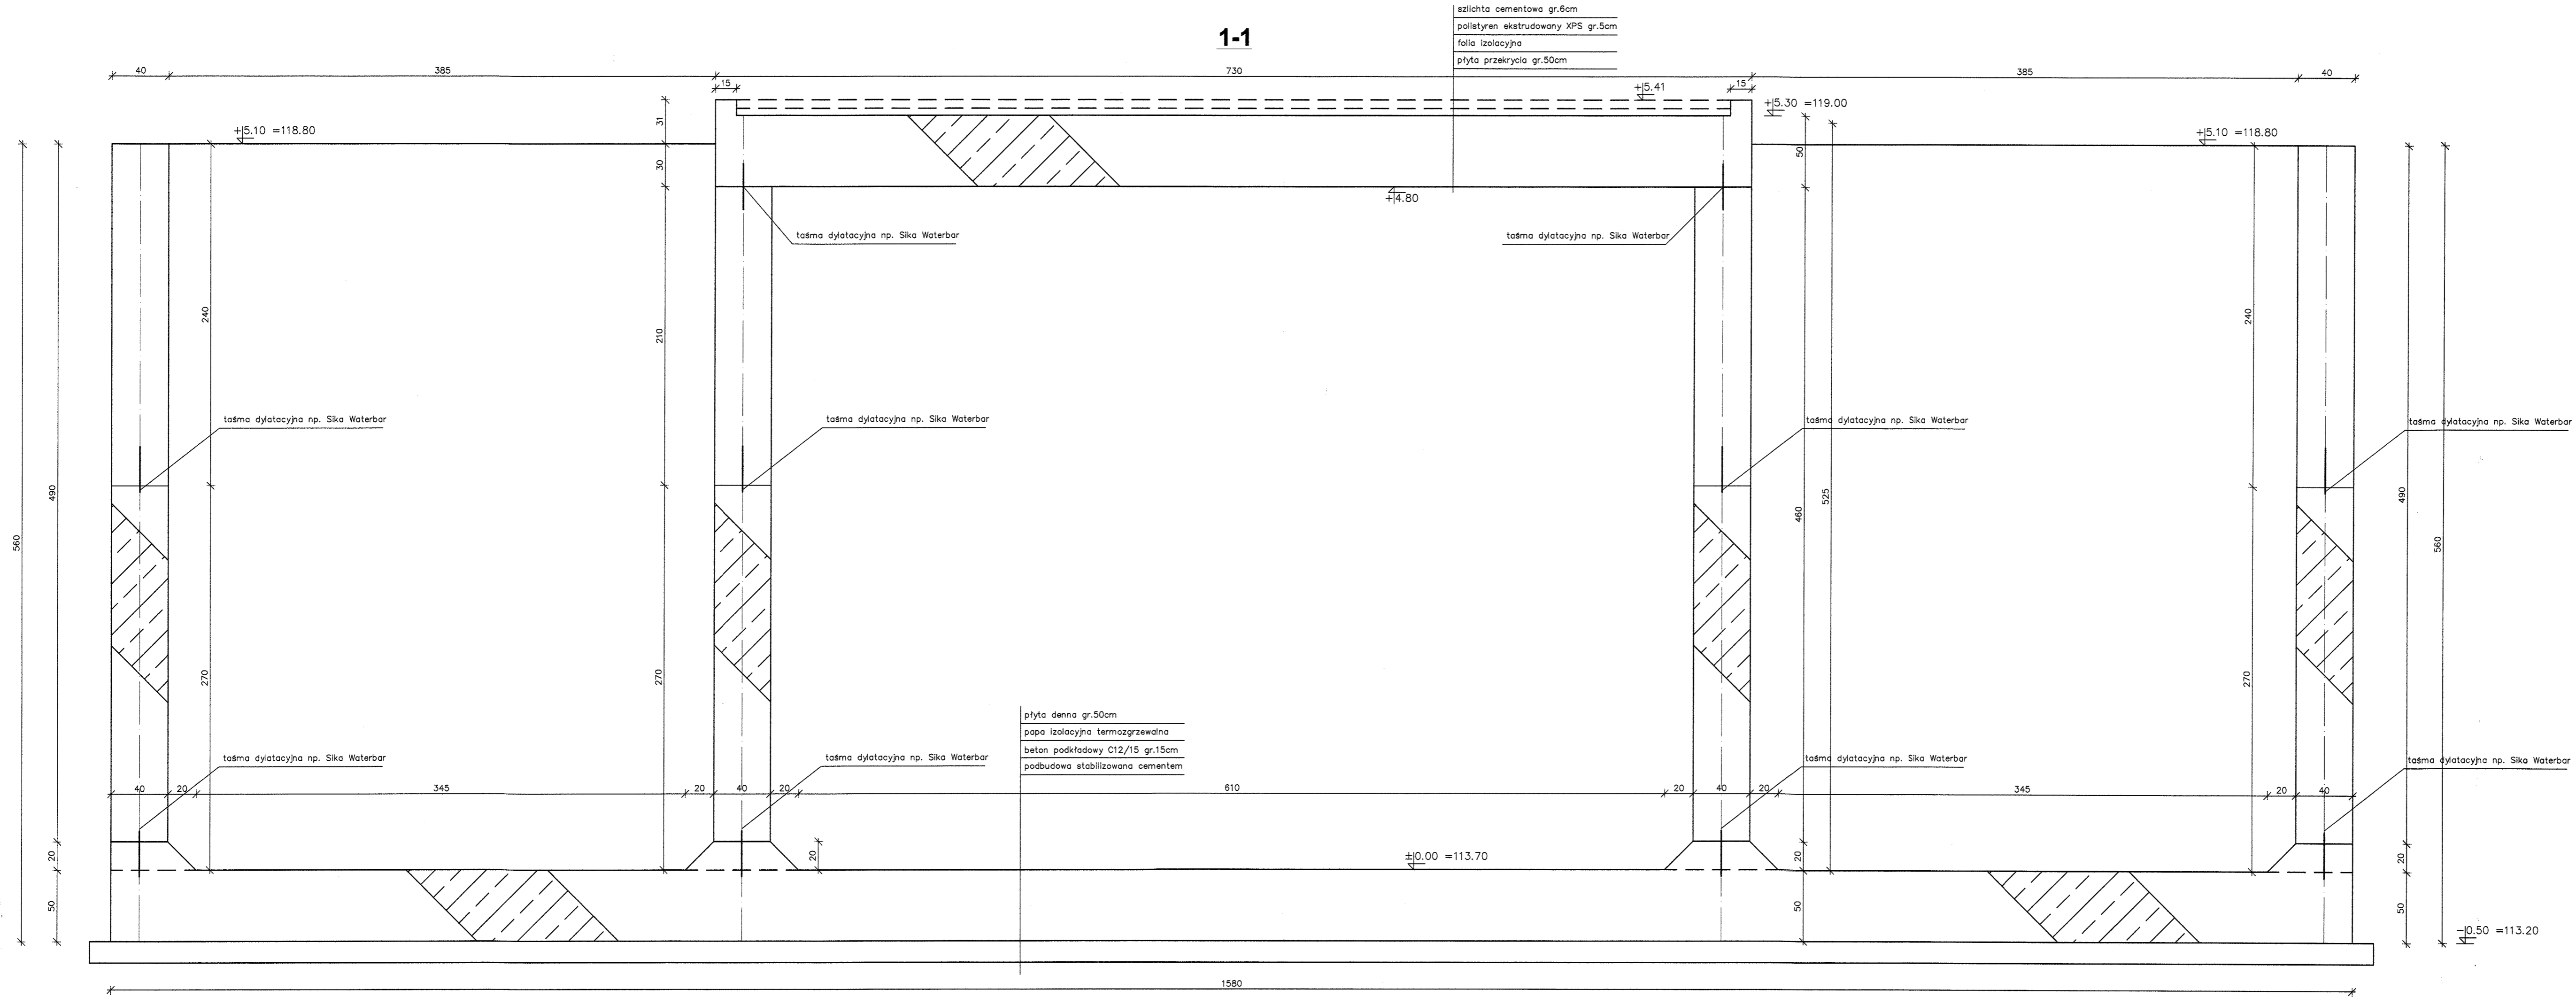 szlichta cementowa gr.6cm
polistyren ekstrudowany XPS gr.5cm
folia izolacyjna
płyta przekrycia gr.50cm
1-1
40
385
730
385
40
15
15
+5.41
+5.30 =119.00
+5.10 =118.80
+5.10 =118.80
31
30
50
+4.80
taśma dylatacyjna np. Sika Waterbar
taśma dylatacyjna np. Sika Waterbar
240
210
240
taśma dylatacyjna np. Sika Waterbar
taśma dylatacyjna np. Sika Waterbar
taśma dylatacyjna np. Sika Waterbar
taśma dylatacyjna np. Sika Waterbar
560
490
525
460
490
560
270
270
270
płyta denna gr.50cm
papa izolacyjna termozgrzewalna
beton podkładowy C12/15 gr.15cm
podbudowa stabilizowana cementem
taśma dylatacyjna np. Sika Waterbar
taśma dylatacyjna np. Sika Waterbar
taśma dylatacyjna np. Sika Waterbar
taśma dylatacyjna np. Sika Waterbar
40
20
345
20
40
20
610
20
40
20
345
20
40
20
20
±0.00 =113.70
20
20
50
50
50
-0.50 =113.20
1580